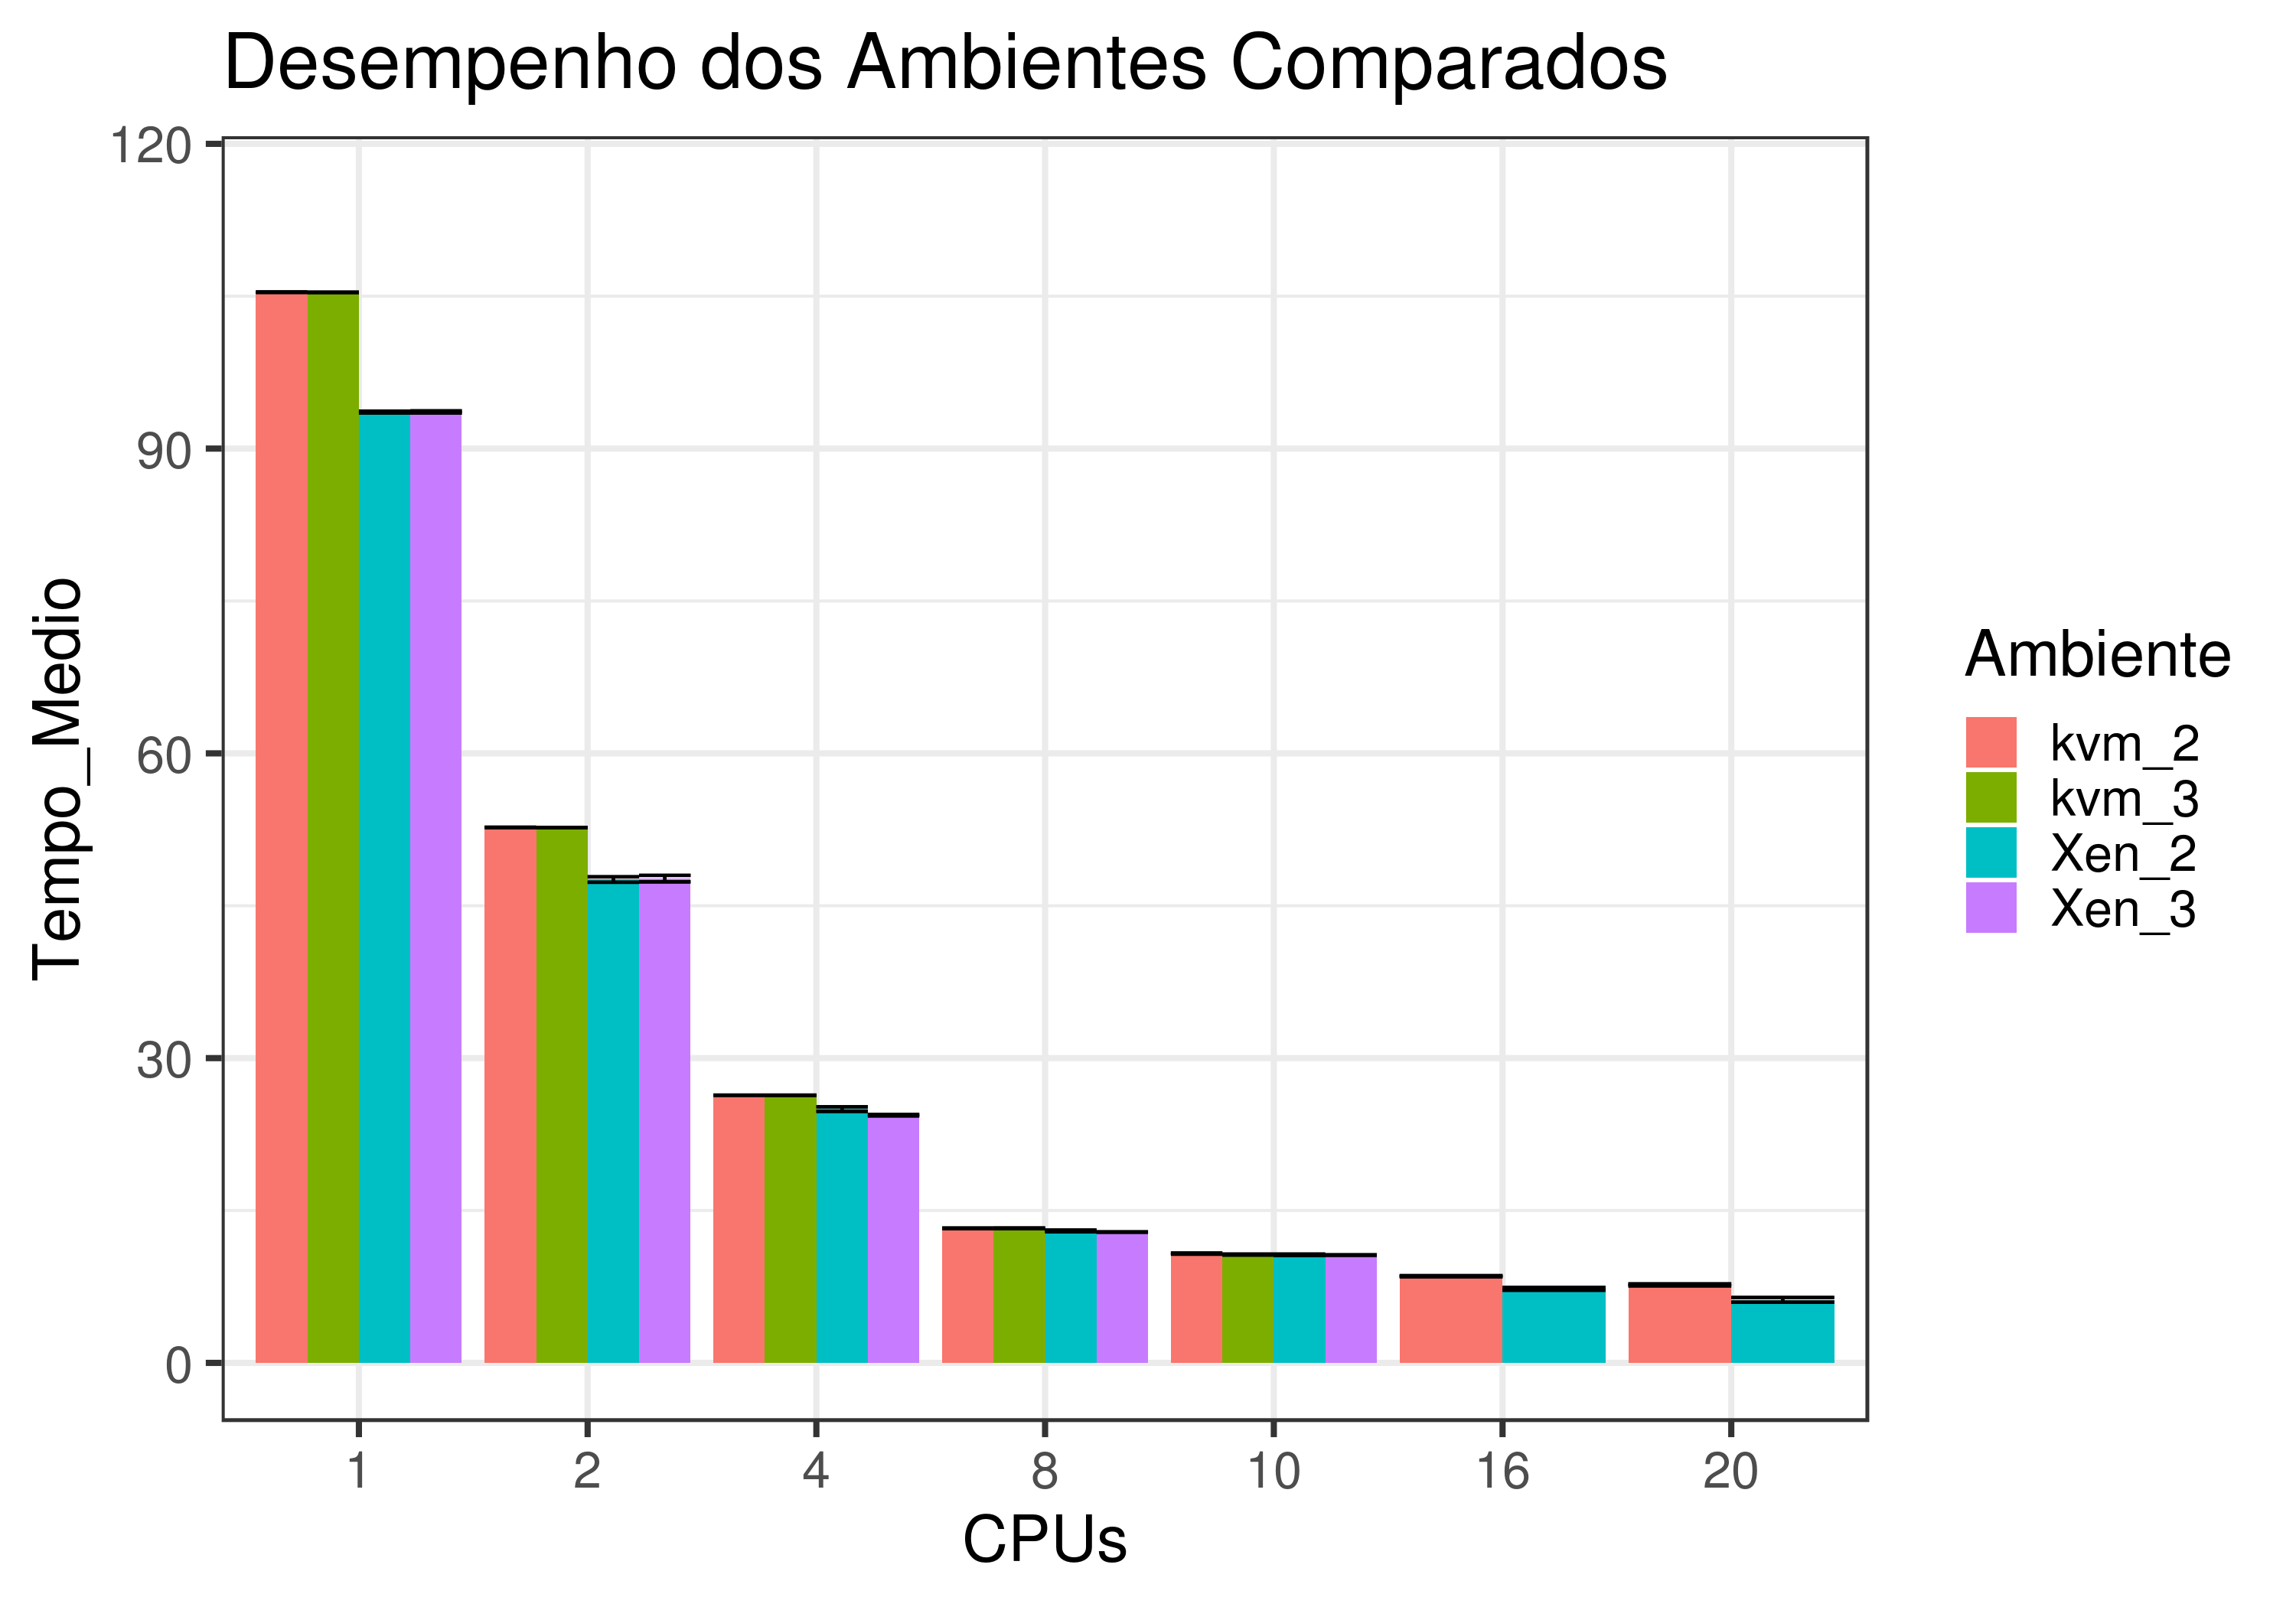 Desempenho dos Ambientes Comparados
120
90
60
30
0
Tempo_Medio
1 2 4 8 10 16 20
CPUs
Ambiente
kvm_2
kvm_3
Xen_2
Xen_3